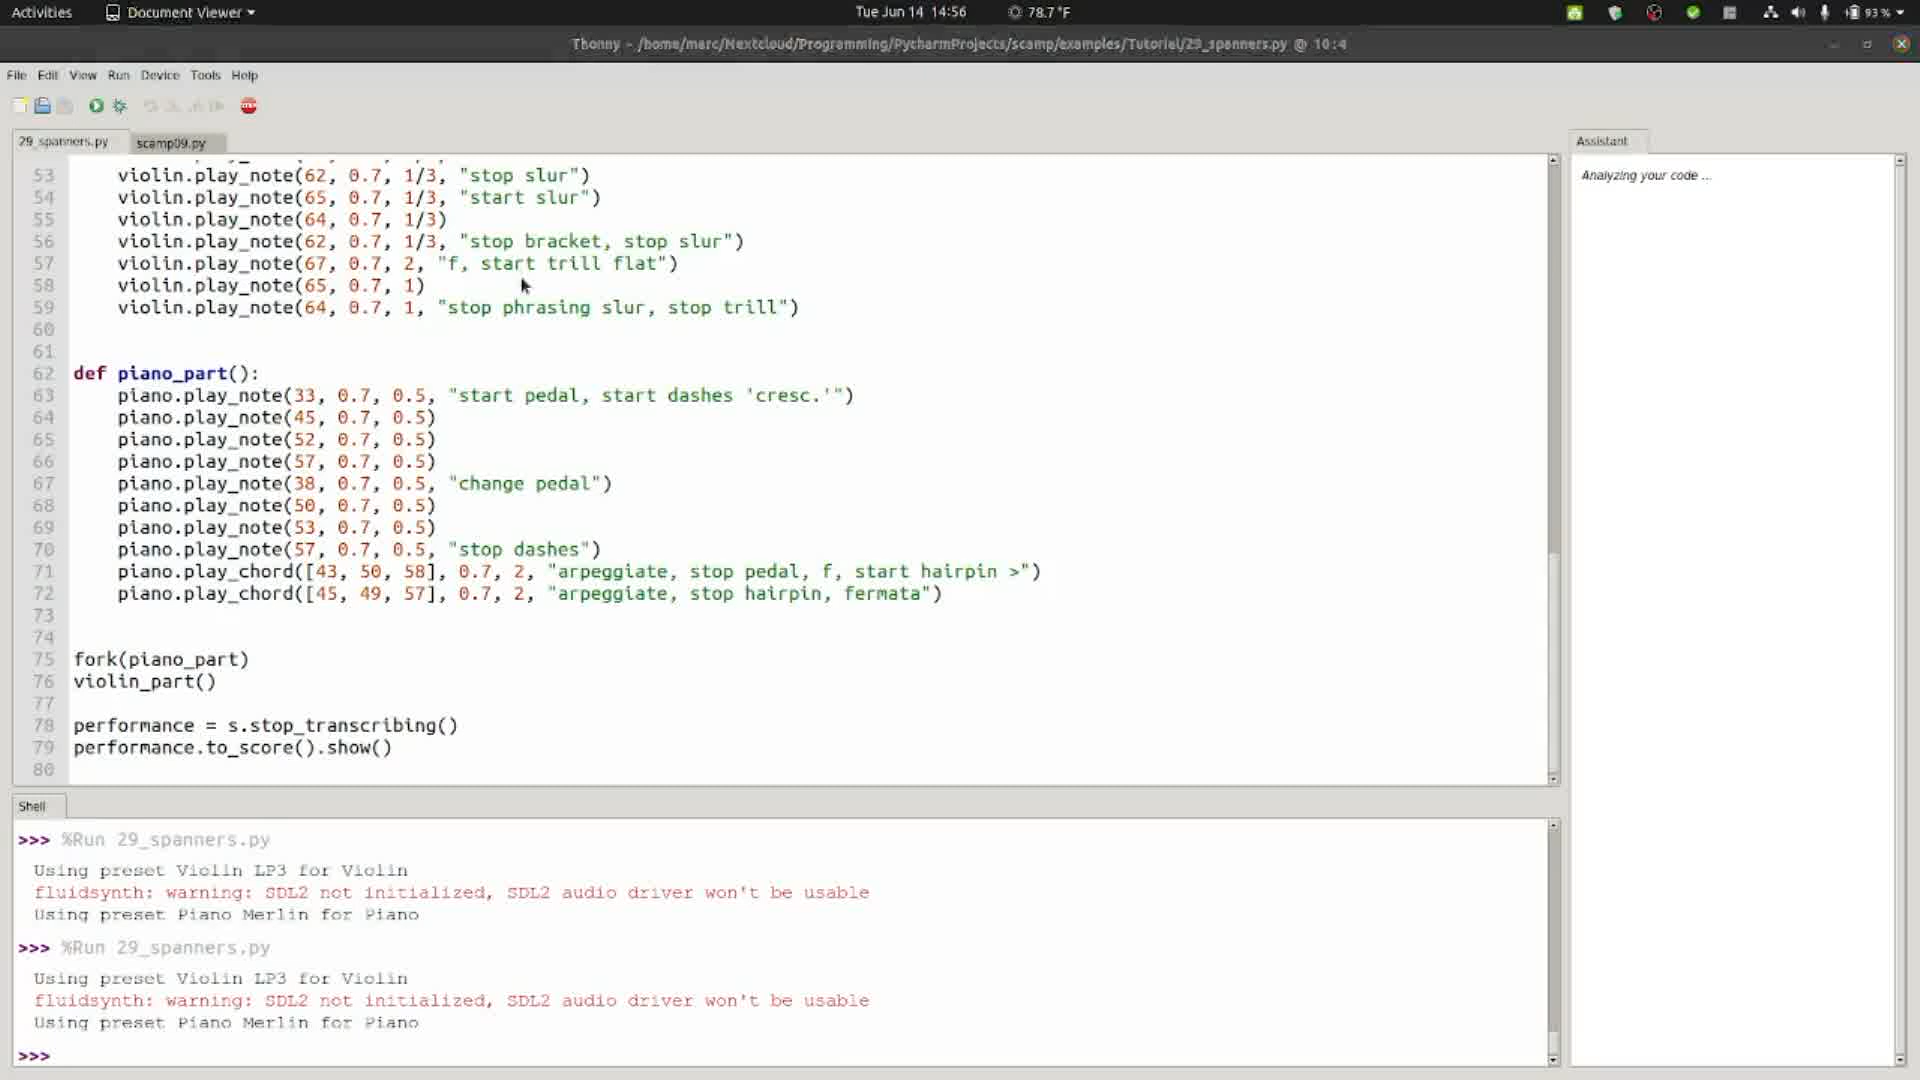 Activities Document Viewer Tue Jun 14 14:56 78.7 °F 93 %
Thonny - /home/marc/Nextcloud/Programming/PycharmProjects/scamp/examples/Tutorial/29_spanners.py @ 10:4
File Edit View Run Device Tools Help
29_spanners.py scamp09.py
Assistant
Analyzing your code ...
53 violin.play_note(62, 0.7, 1/3, "stop slur")
54 violin.play_note(65, 0.7, 1/3, "start slur")
55 violin.play_note(64, 0.7, 1/3)
56 violin.play_note(62, 0.7, 1/3, "stop bracket, stop slur")
57 violin.play_note(67, 0.7, 2, "f, start trill flat")
58 violin.play_note(65, 0.7, 1)
59 violin.play_note(64, 0.7, 1, "stop phrasing slur, stop trill")
60
61
62 def piano_part():
63 piano.play_note(33, 0.7, 0.5, "start pedal, start dashes 'cresc.'")
64 piano.play_note(45, 0.7, 0.5)
65 piano.play_note(52, 0.7, 0.5)
66 piano.play_note(57, 0.7, 0.5)
67 piano.play_note(38, 0.7, 0.5, "change pedal")
68 piano.play_note(50, 0.7, 0.5)
69 piano.play_note(53, 0.7, 0.5)
70 piano.play_note(57, 0.7, 0.5, "stop dashes")
71 piano.play_chord([43, 50, 58], 0.7, 2, "arpeggiate, stop pedal, f, start hairpin >")
72 piano.play_chord([45, 49, 57], 0.7, 2, "arpeggiate, stop hairpin, fermata")
73
74
75 fork(piano_part)
76 violin_part()
77
78 performance = s.stop_transcribing()
79 performance.to_score().show()
80
Shell
>>> %Run 29_spanners.py
Using preset Violin LP3 for Violin
fluidsynth: warning: SDL2 not initialized, SDL2 audio driver won't be usable
Using preset Piano Merlin for Piano
>>> %Run 29_spanners.py
Using preset Violin LP3 for Violin
fluidsynth: warning: SDL2 not initialized, SDL2 audio driver won't be usable
Using preset Piano Merlin for Piano
>>>